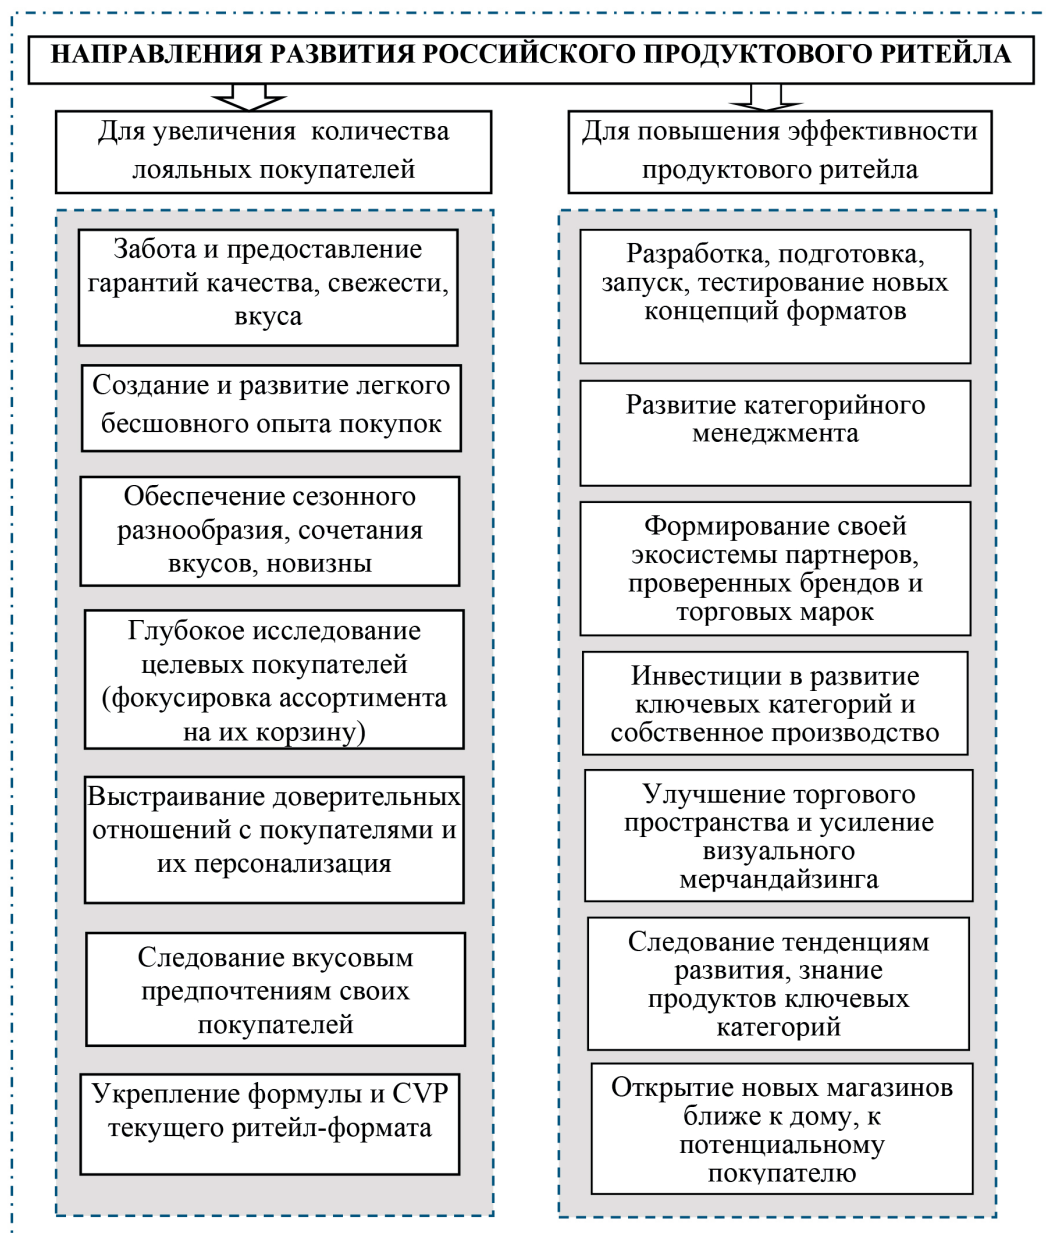 НАПРАВЛЕНИЯ РАЗВИТИЯ РОССИЙСКОГО ПРОДУКТОВОГО РИТЕЙЛА
Для увеличения количества
лояльных покупателей
Забота и предоставление
гарантий качества, свежести,
вкуса
Создание и развитие легкого
бесшовного опыта покупок
Обеспечение сезонного
разнообразия, сочетания
вкусов, новизны
Глубокое исследование
целевых покупателей
(фокусировка ассортимента
на их корзину)
Выстраивание доверительных
отношений с покупателями и
их персонализация
Следование вкусовым
предпочтениям своих
покупателей
Укрепление формулы и CVP
текущего ритейл-формата
Для повышения эффективности
продуктового ритейла
Разработка, подготовка,
запуск, тестирование новых
концепций форматов
Развитие категорийного
менеджмента
Формирование своей
экосистемы партнеров,
проверенных брендов и
торговых марок
Инвестиции в развитие
ключевых категорий и
собственное производство
Улучшение торгового
пространства и усиление
визуального
мерчандайзинга
Следование тенденциям
развития, знание
продуктов ключевых
категорий
Открытие новых магазинов
ближе к дому, к
потенциальному
покупателю